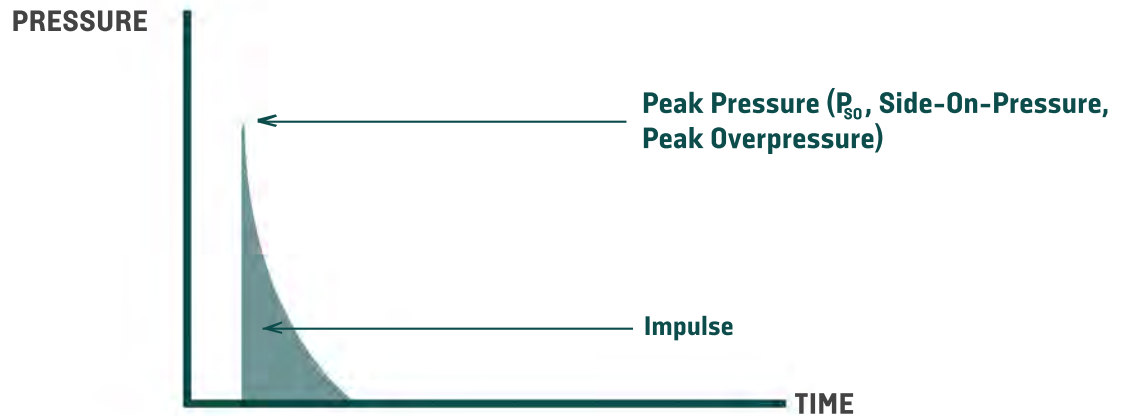 PRESSURE
Peak Pressure (PSO, Side-On-Pressure,
Peak Overpressure)
Impulse
TIME